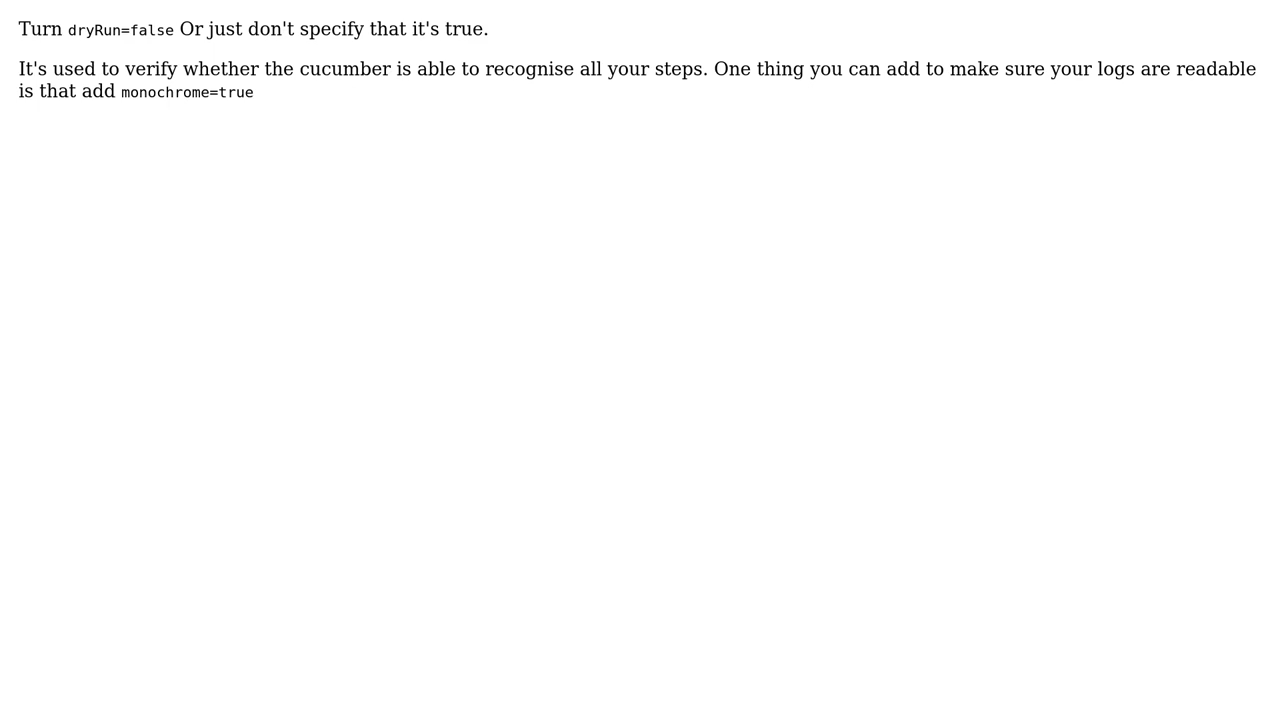 Turn dryRun=false Or just don't specify that it's true.
It's used to verify whether the cucumber is able to recognise all your steps. One thing you can add to make sure your logs are readable
is that add monochrome=true